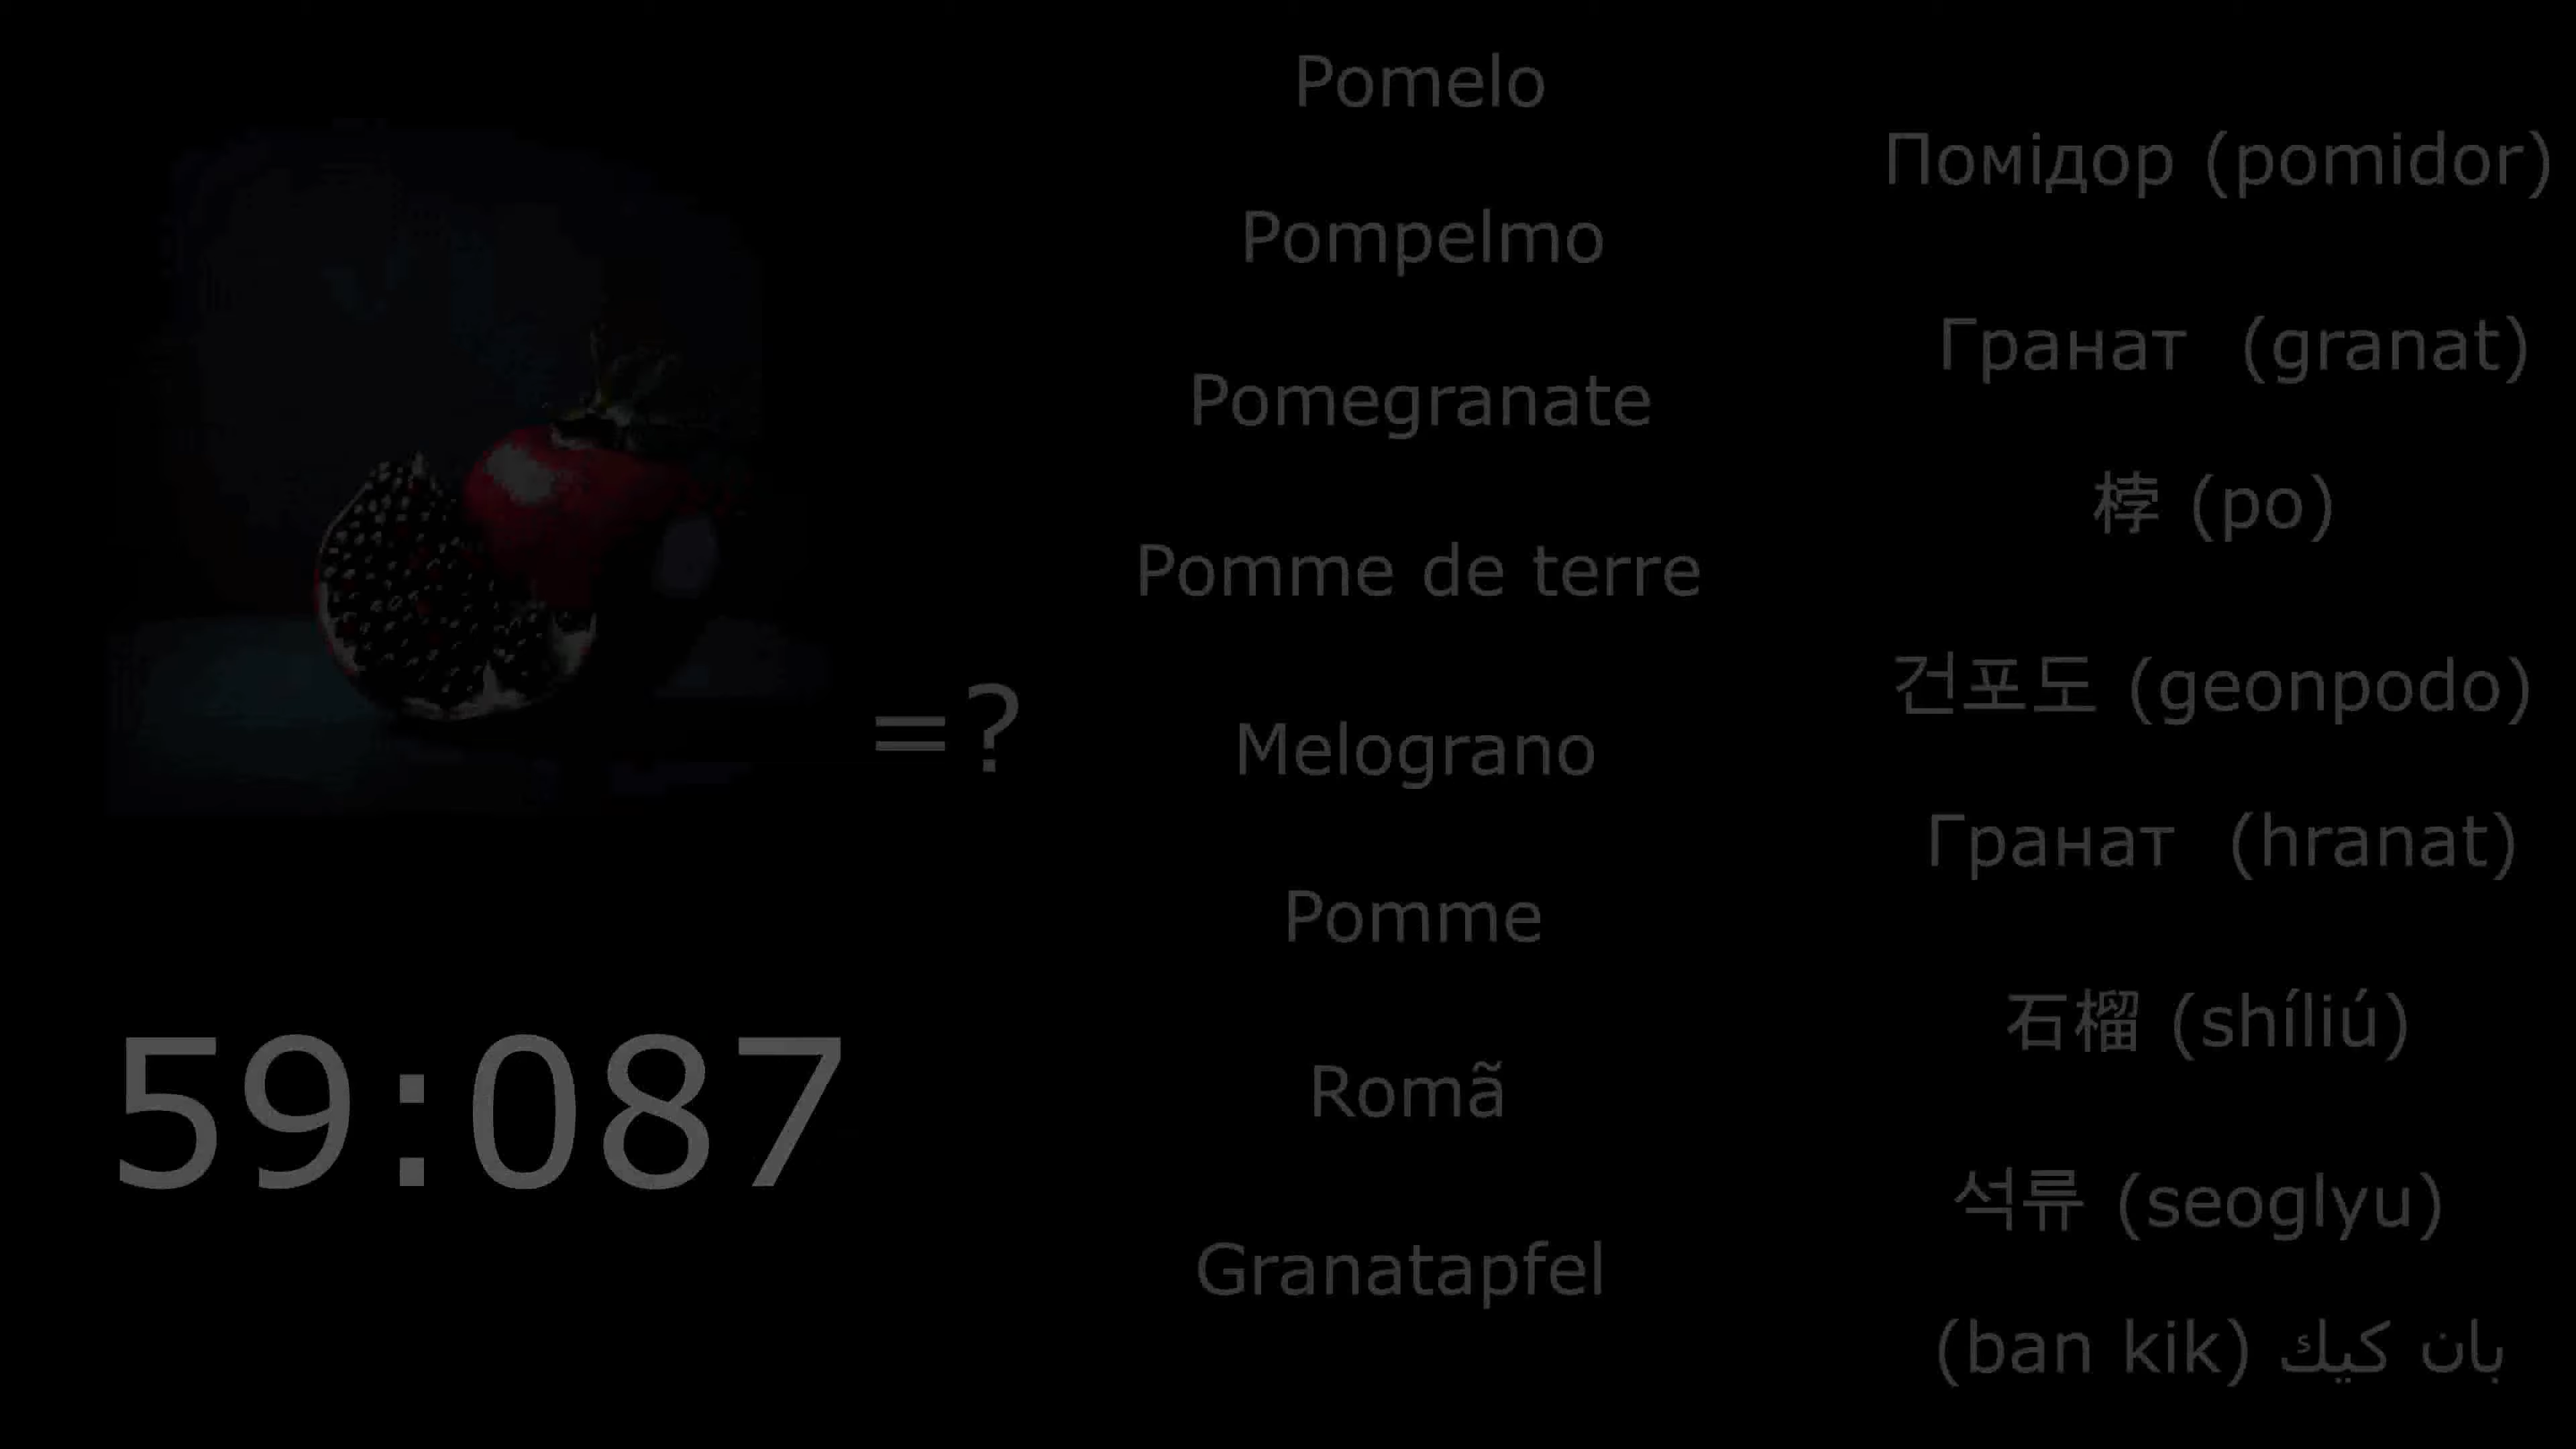 Pomelo
Pompelmo
Pomegranate
Pomme de terre
Melograno
Pomme
Romã
Granatapfel
Помідор (pomidor)
Гранат (granat)
桲 (po)
건포도 (geonpodo)
Гранат (hranat)
石榴 (shíliú)
석류 (seoglyu)
(ban kik) بان كيك
=?
59:087